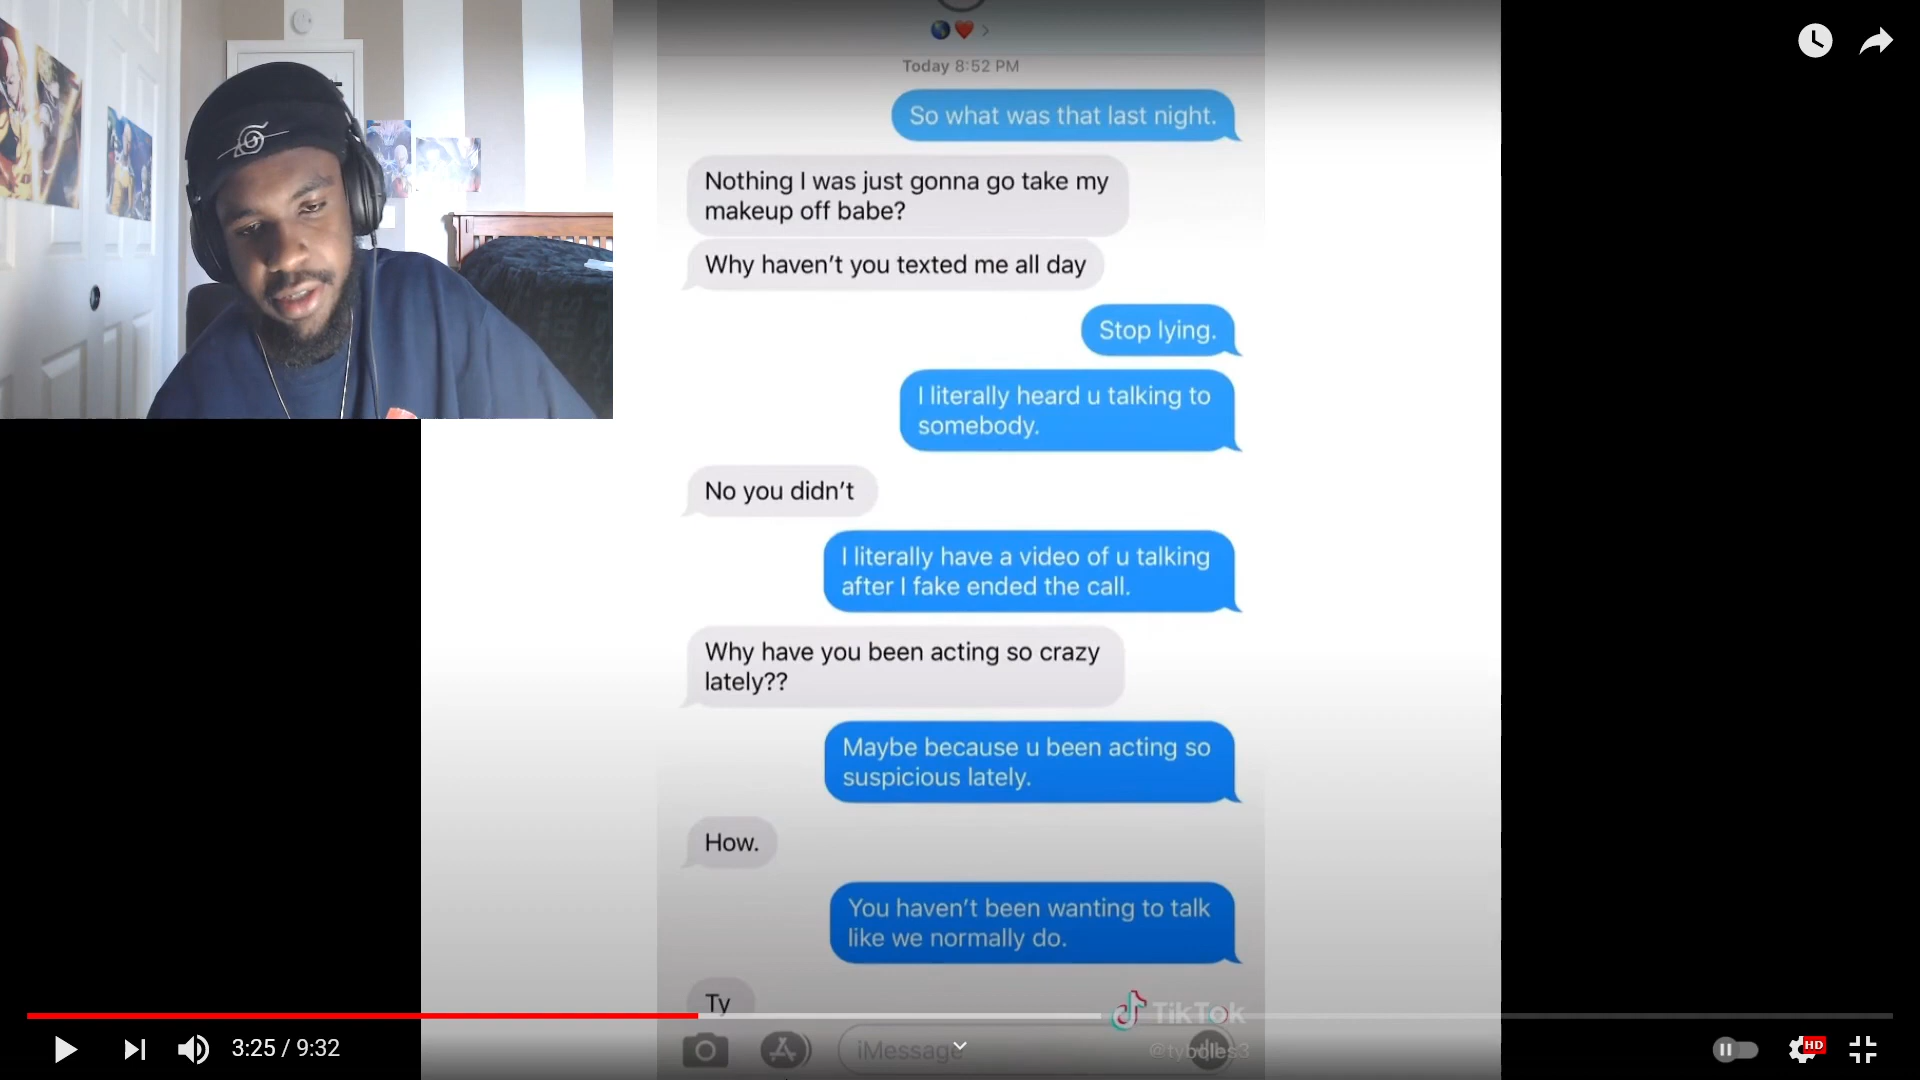 Today 8:52 PM
So what was that last night.
Nothing I was just gonna go take my
makeup off babe?
Why haven't you texted me all day
Stop lying.
I literally heard u talking to
somebody.
No you didn't
I literally have a video of u talking
after I fake ended the call.
Why have you been acting so crazy
lately??
Maybe because u been acting so
suspicious lately.
How.
You haven't been wanting to talk
like we normally do.
Ty
TikTok
iMessage
@tyboles3
3:25 / 9:32
HD